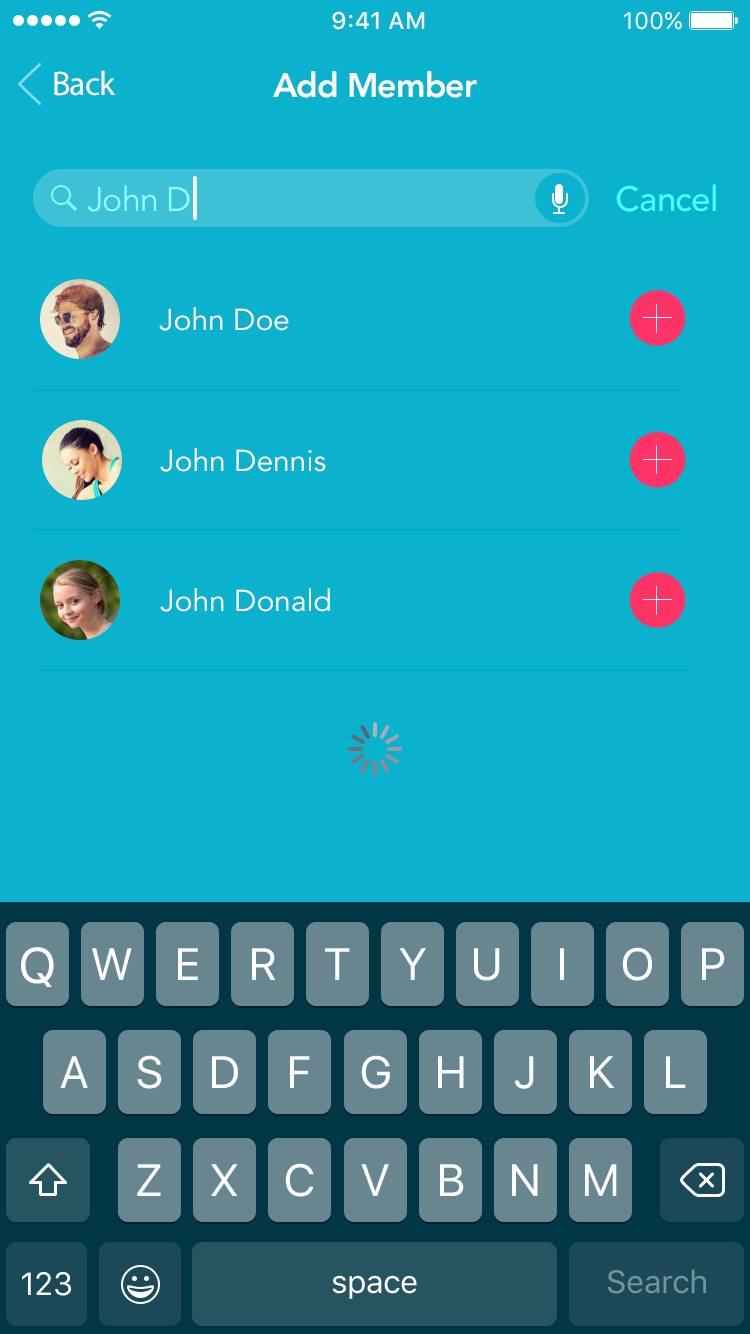 9:41 AM 100%
Back Add Member
John D Cancel
John Doe
John Dennis
John Donald
Q W E R T Y U I O P
A S D F G H J K L
Z X C V B N M
123 space Search